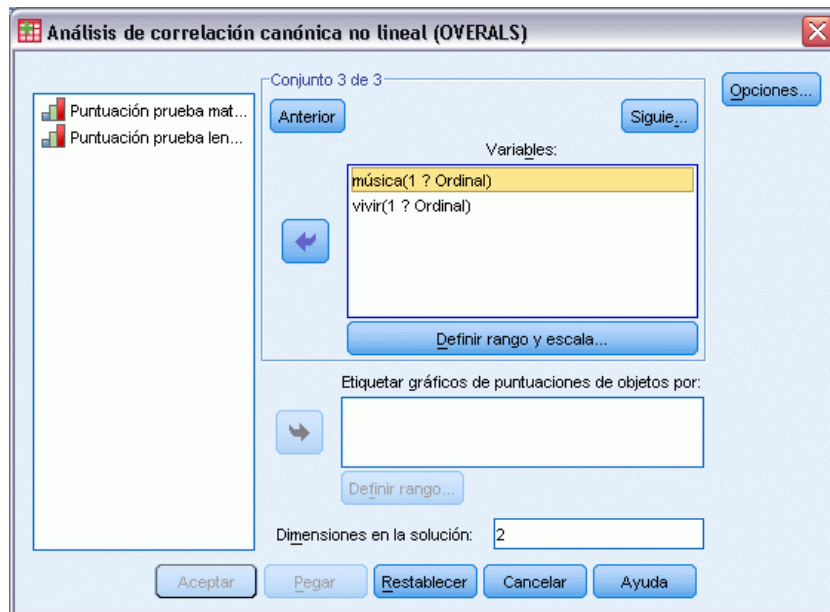 Análisis de correlación canónica no lineal (OVERALS)
Puntuación prueba mat...
Puntuación prueba len...
Conjunto 3 de 3
Anterior
Siguie...
Variables:
música(1 ? Ordinal)
vivir(1 ? Ordinal)
Definir rango y escala...
Etiquetar gráficos de puntuaciones de objetos por:
Definir rango...
Dimensiones en la solución:
2
Opciones...
Aceptar
Pegar
Restablecer
Cancelar
Ayuda